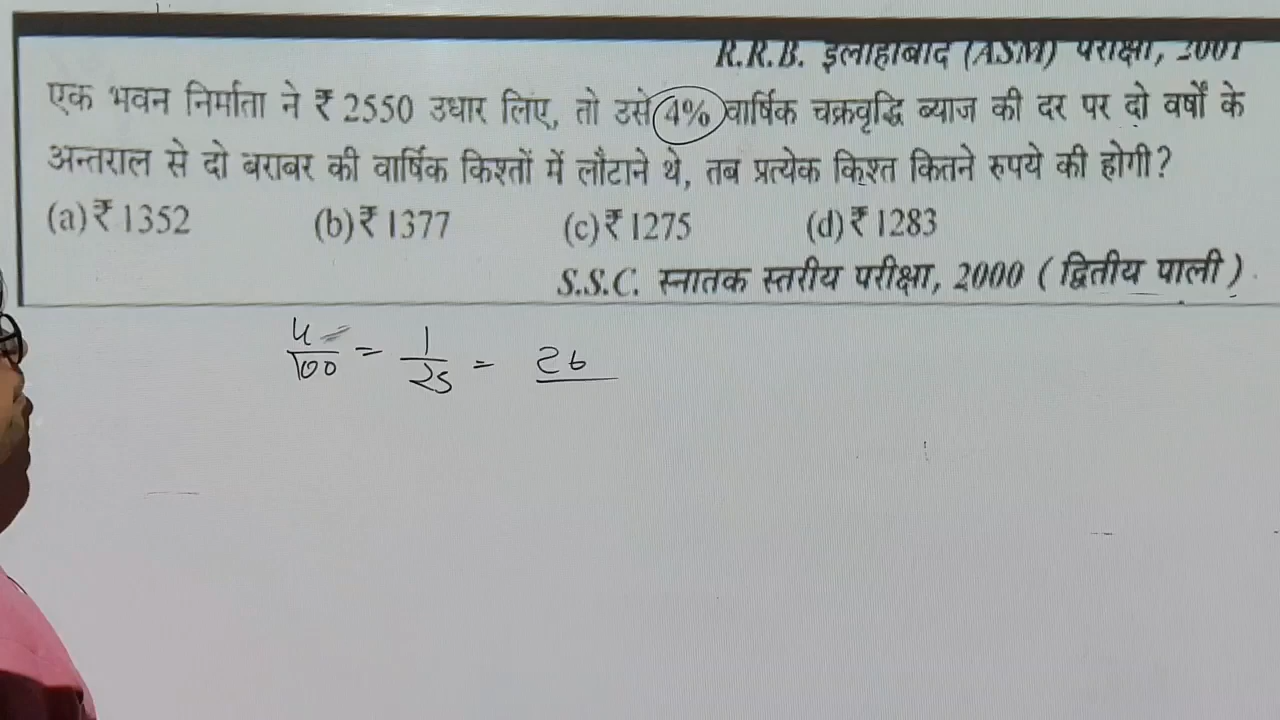 R.R.B. इलाहाबाद (ASM) परीक्षा, 2001
एक भवन निर्माता ने ₹ 2550 उधार लिए, तो उसे 4% वार्षिक चक्रवृद्धि ब्याज की दर पर दो वर्षों के
अन्तराल से दो बराबर की वार्षिक किश्तों में लौटाने थे, तब प्रत्येक किश्त कितने रुपये की होगी?
(a) ₹ 1352 (b) ₹ 1377 (c) ₹ 1275 (d) ₹ 1283
S.S.C. स्नातक स्तरीय परीक्षा, 2000 (द्वितीय पाली)
4/100 = 1/25 = 26